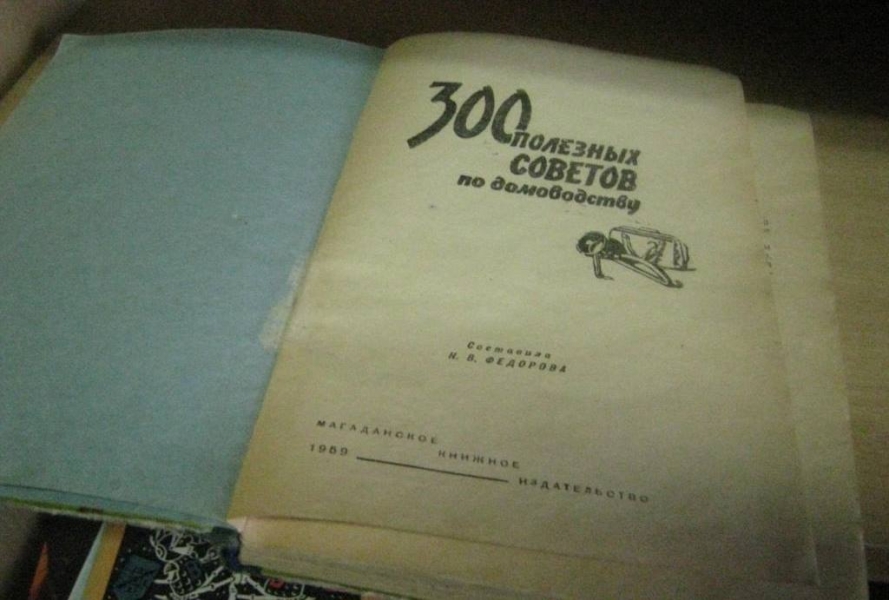 300
ПОЛЕЗНЫХ
СОВЕТОВ
по домоводству
Составила
Н. В. ФЕДОРОВА
МАГАДАНСКОЕ
КНИЖНОЕ
1959
ИЗДАТЕЛЬСТВО